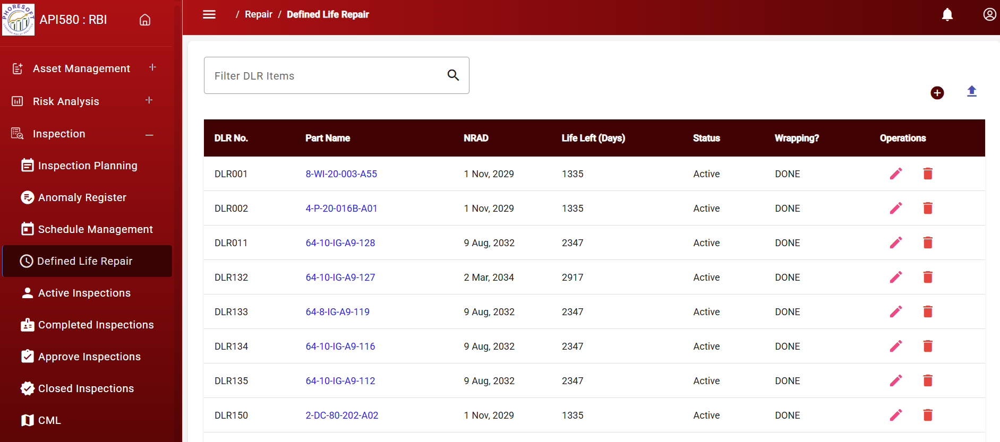 PHORESOFT
API580 : RBI
/ Repair / Defined Life Repair
Asset Management
Risk Analysis
Inspection
Inspection Planning
Anomaly Register
Schedule Management
Defined Life Repair
Active Inspections
Completed Inspections
Approve Inspections
Closed Inspections
CML
Filter DLR Items
DLR No. Part Name NRAD Life Left (Days) Status Wrapping? Operations
DLR001 8-WI-20-003-A55 1 Nov, 2029 1335 Active DONE
DLR002 4-P-20-016B-A01 1 Nov, 2029 1335 Active DONE
DLR011 64-10-IG-A9-128 9 Aug, 2032 2347 Active DONE
DLR132 64-10-IG-A9-127 2 Mar, 2034 2917 Active DONE
DLR133 64-8-IG-A9-119 9 Aug, 2032 2347 Active DONE
DLR134 64-10-IG-A9-116 9 Aug, 2032 2347 Active DONE
DLR135 64-10-IG-A9-112 9 Aug, 2032 2347 Active DONE
DLR150 2-DC-80-202-A02 1 Nov, 2029 1335 Active DONE